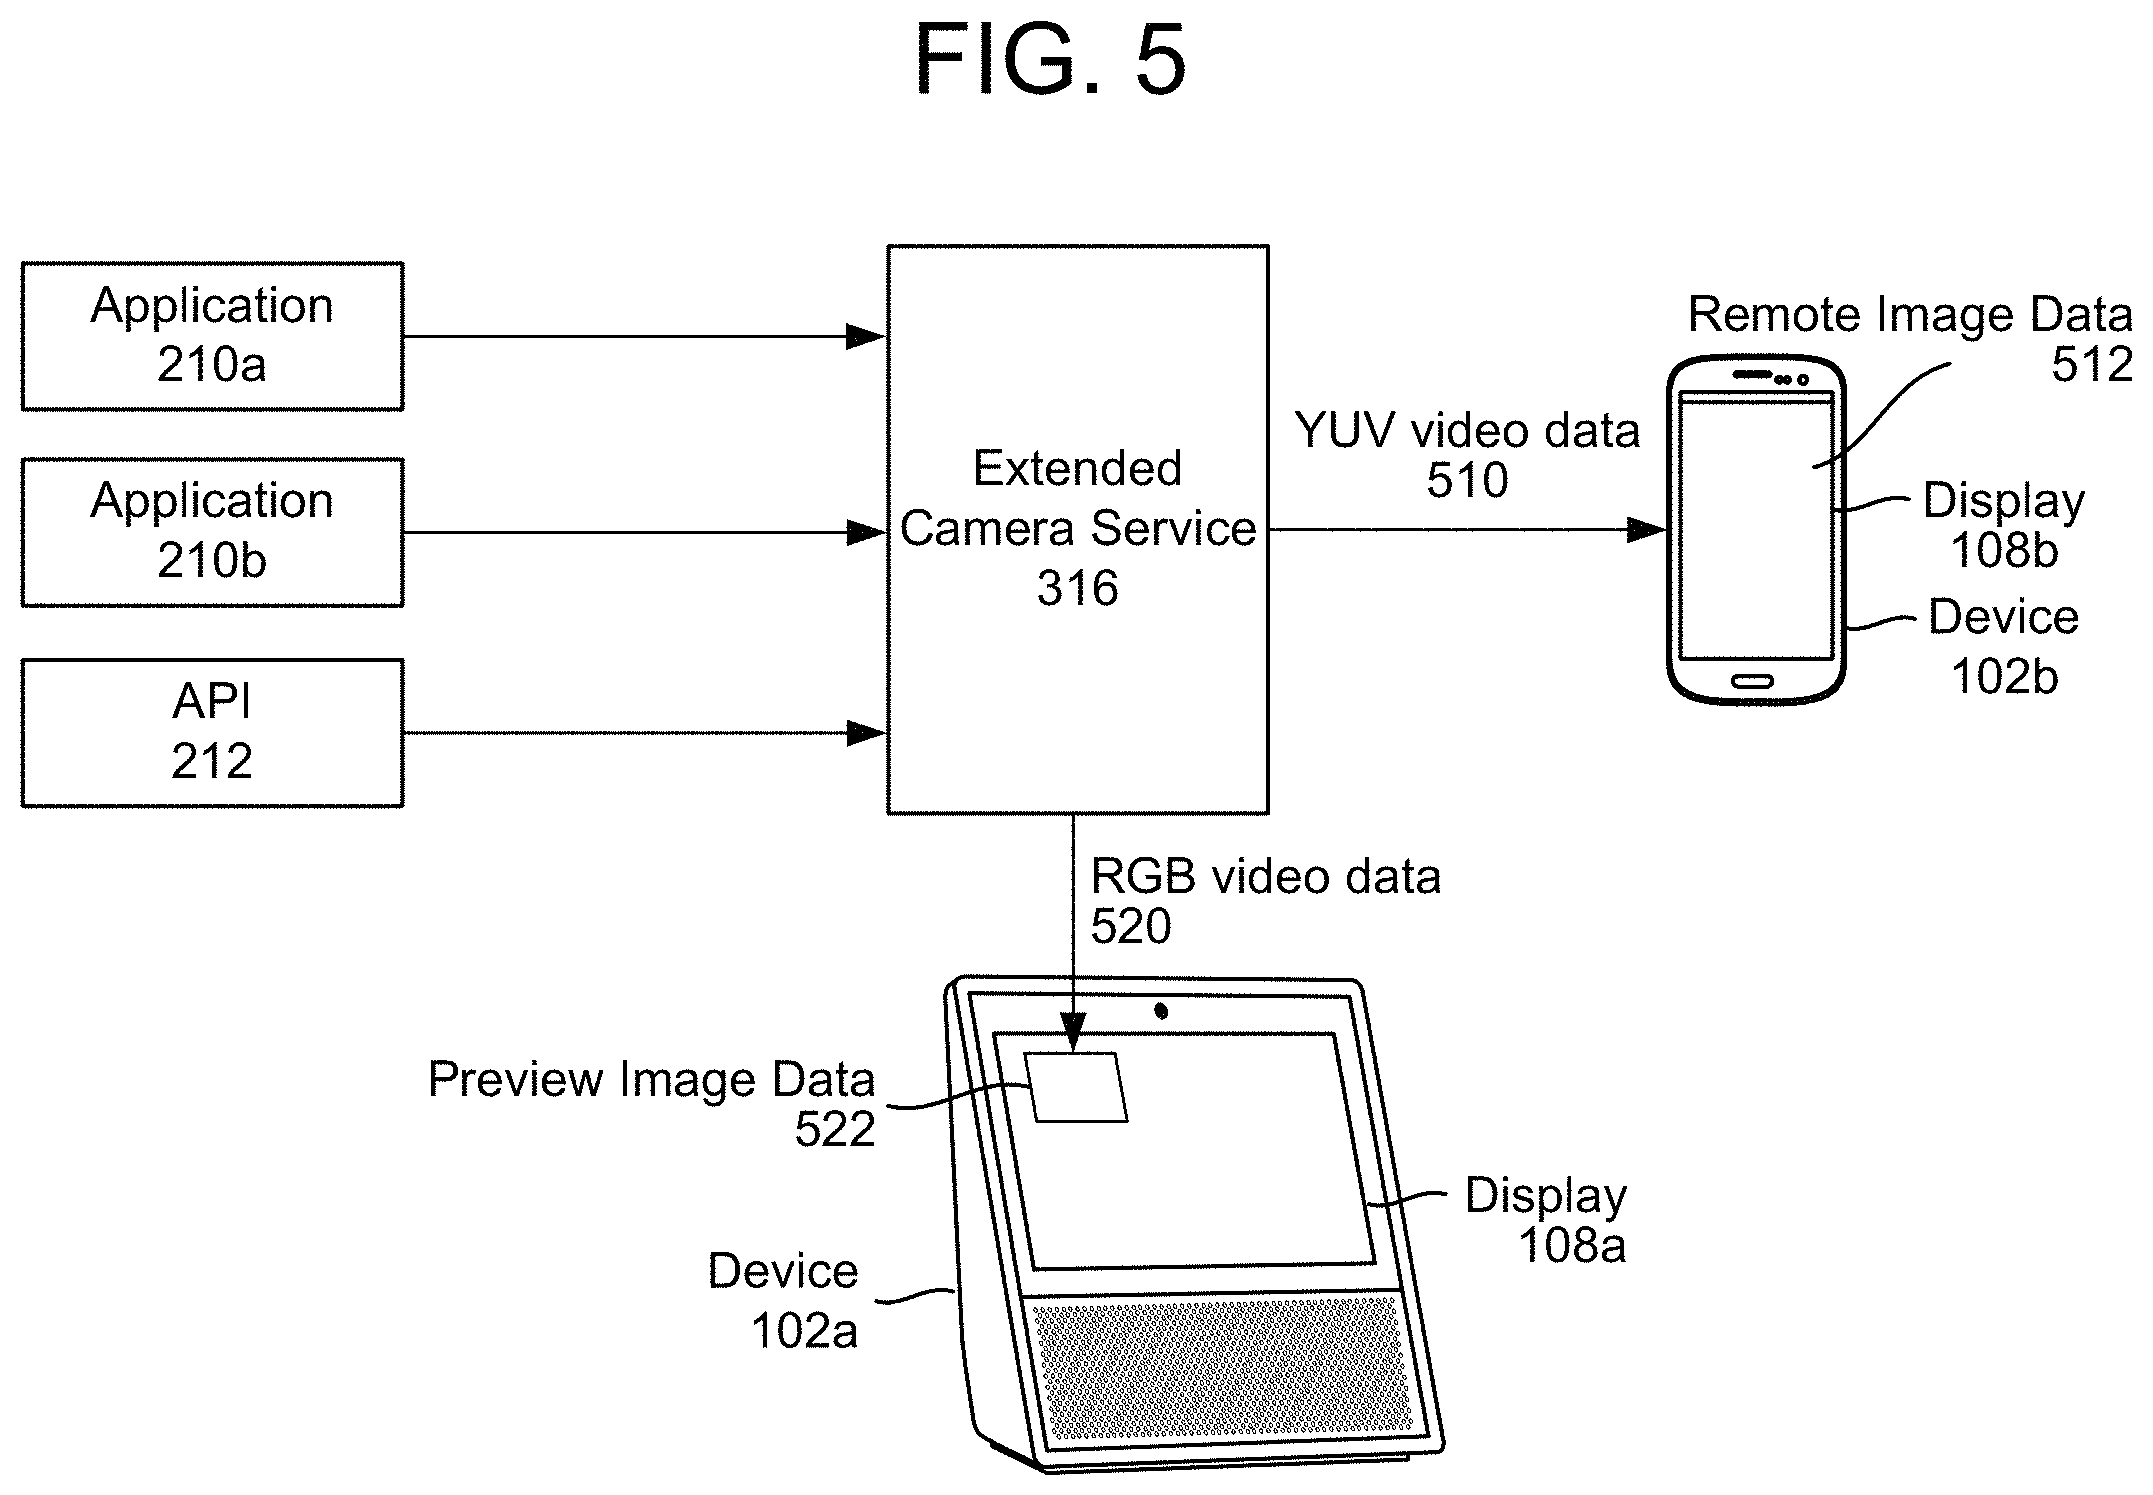 FIG. 5
Application
210a
Application
210b
API
212
Extended
Camera Service
316
YUV video data
510
Remote Image Data
512
Display
108b
Device
102b
RGB video data
520
Preview Image Data
522
Display
108a
Device
102a